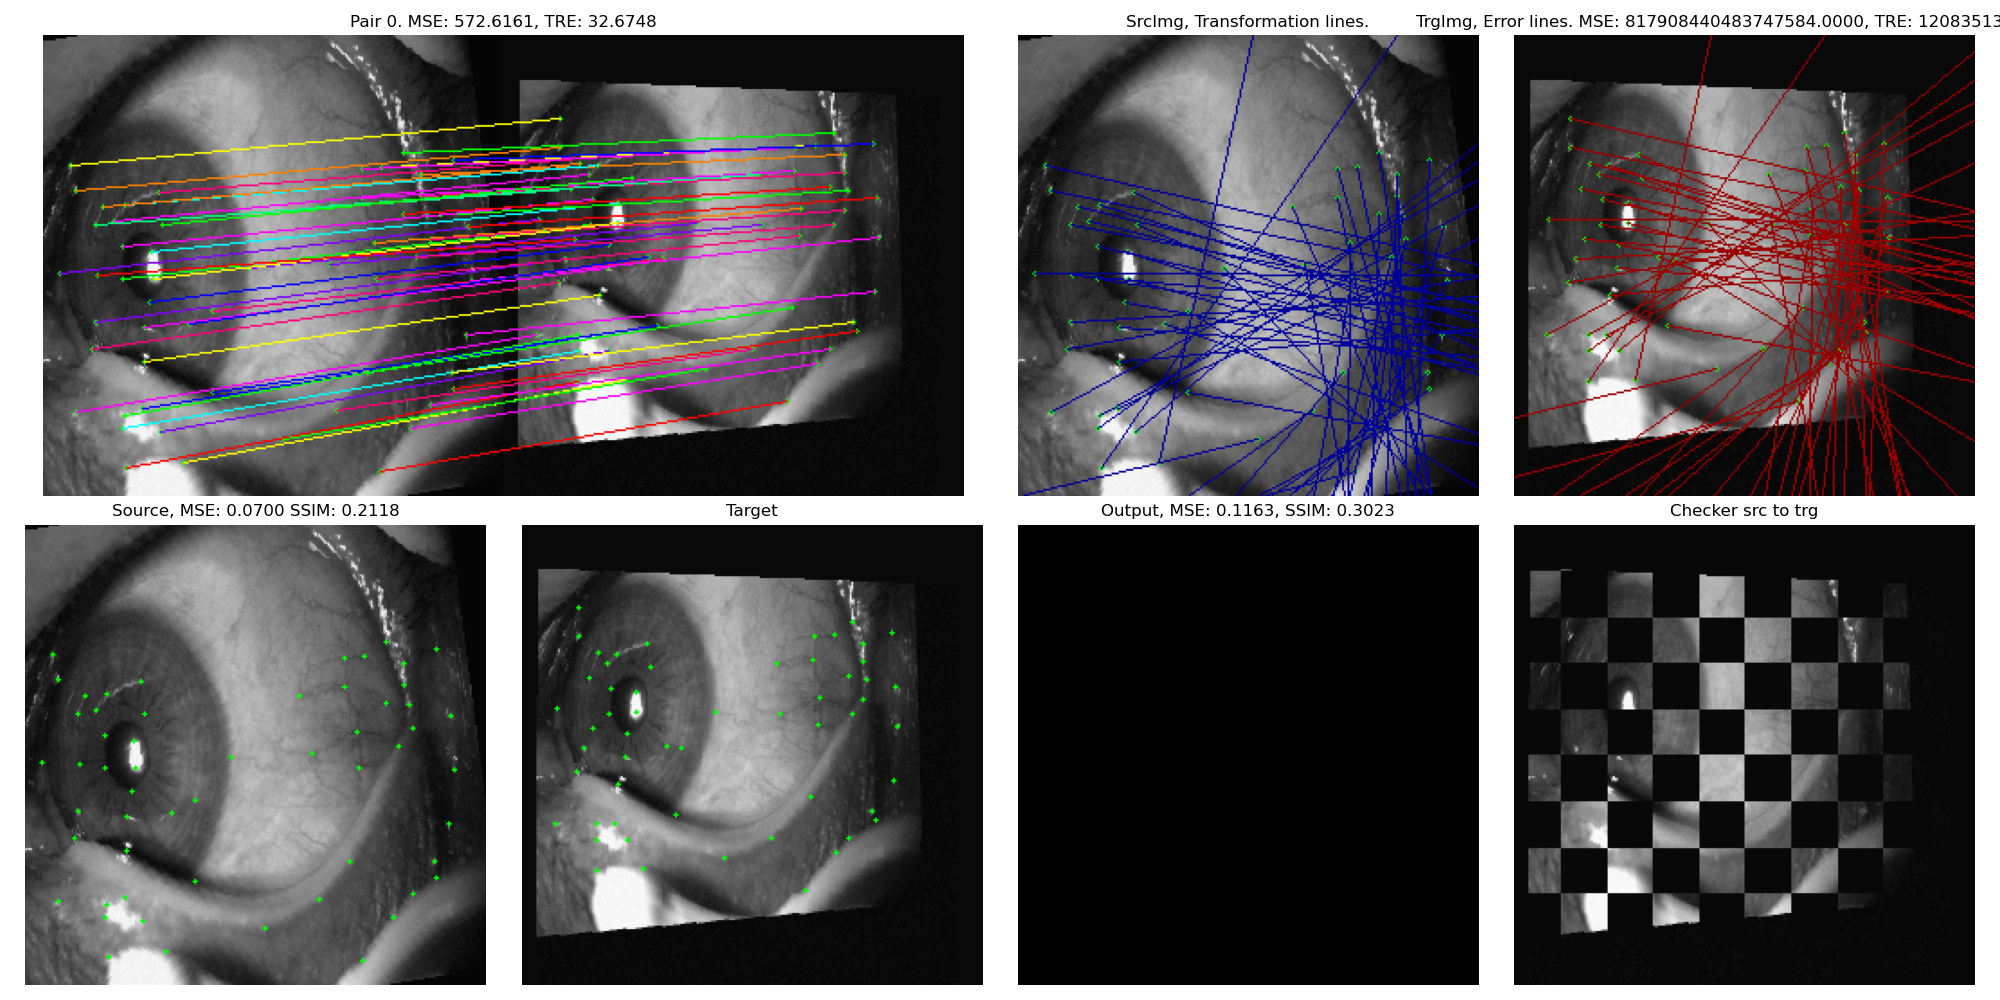 Pair 0. MSE: 572.6161, TRE: 32.6748
SrcImg, Transformation lines.
TrgImg, Error lines. MSE: 817908440483747584.0000, TRE: 12083513
Source, MSE: 0.0700 SSIM: 0.2118
Target
Output, MSE: 0.1163, SSIM: 0.3023
Checker src to trg